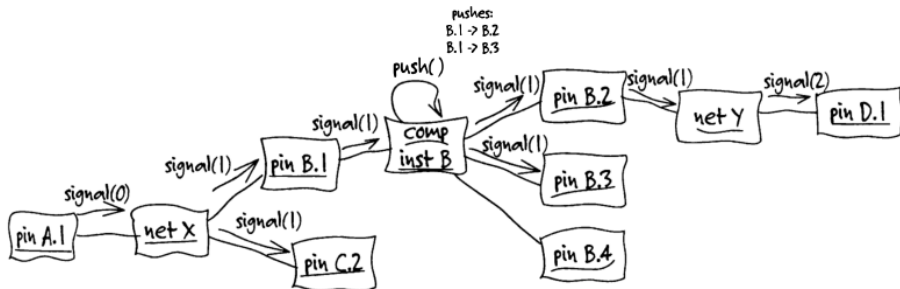 pushes:
B.1 -> B.2
B.1 -> B.3
push()
signal(1)
pin B.2
signal(1)
net Y
signal(2)
pin D.1
signal(1)
comp
inst B
signal(1)
pin B.3
signal(1)
pin B.1
signal(0)
pin A.1
net X
signal(1)
pin C.2
pin B.4